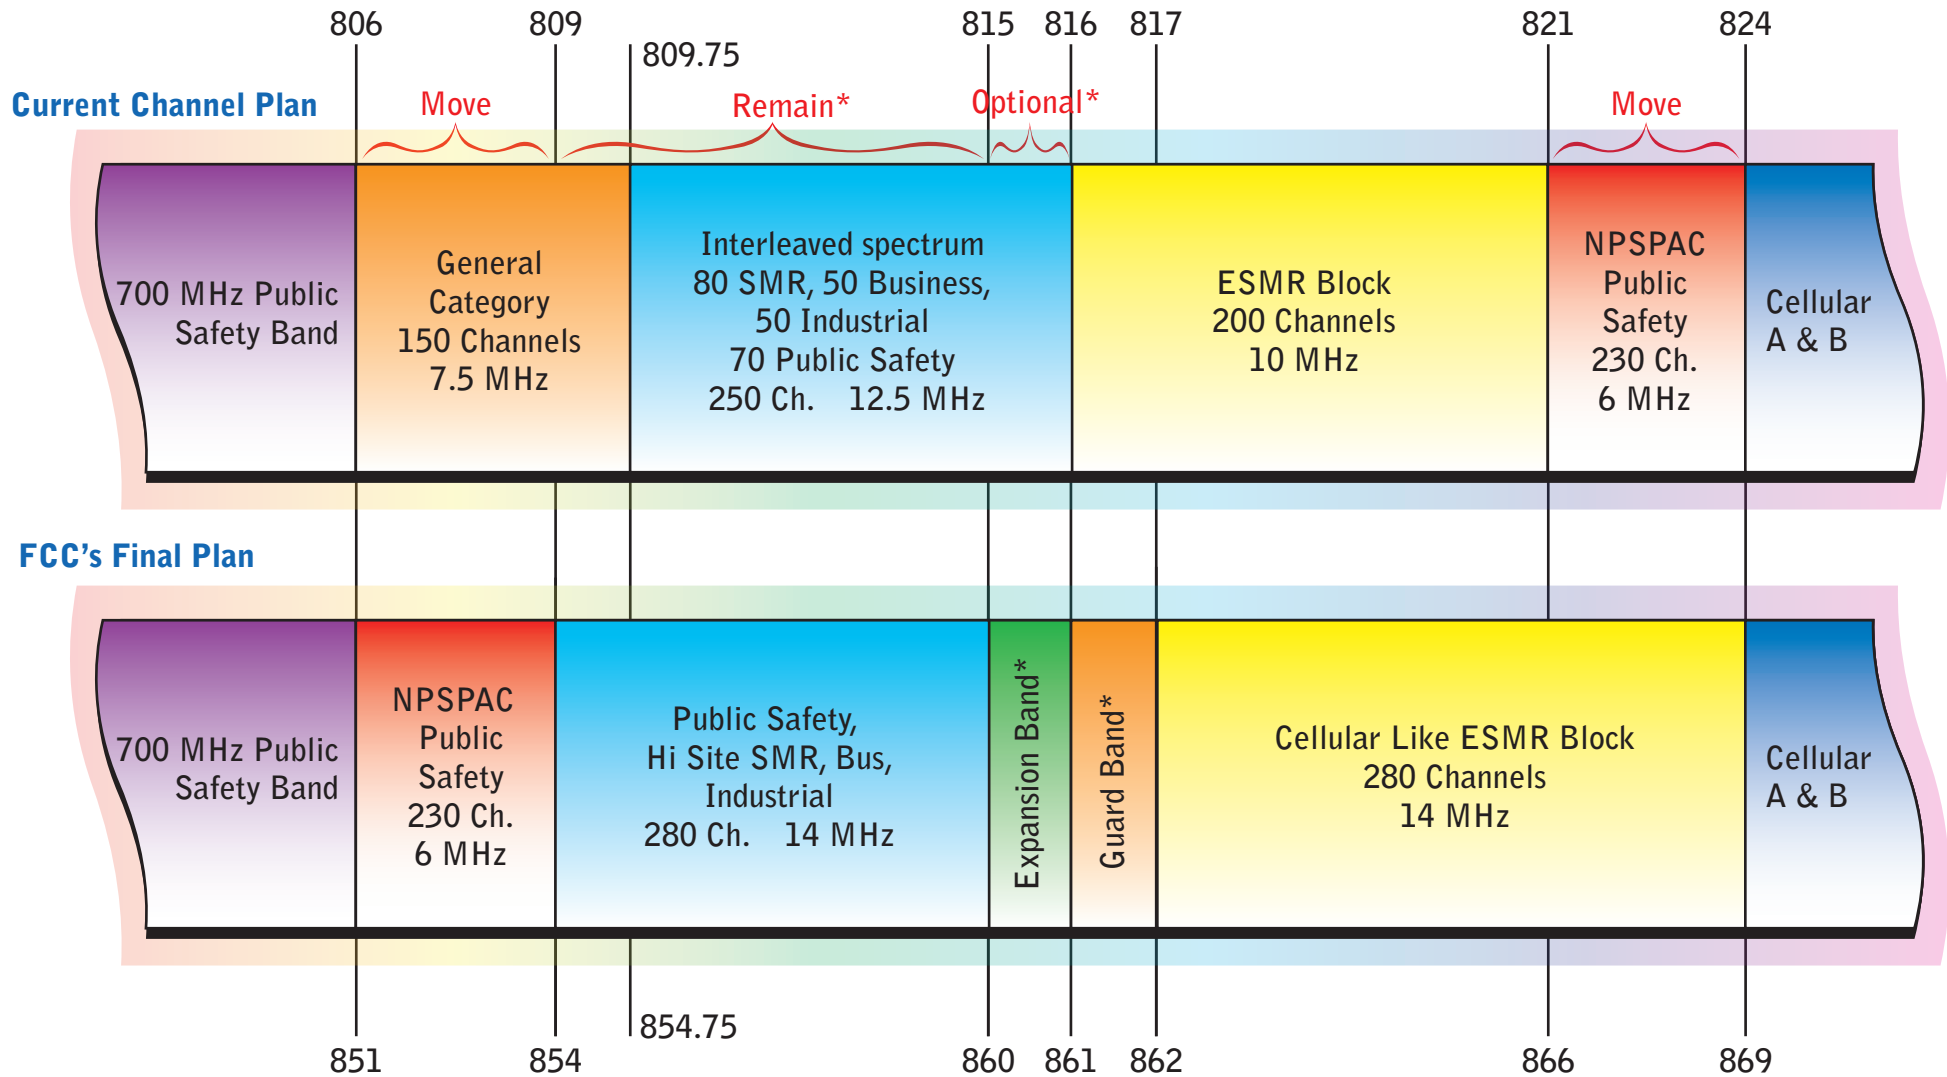 806
809
809.75
815
816
817
821
824
Current Channel Plan
Move
Remain*
Optional*
Move
700 MHz Public
Safety Band
General
Category
150 Channels
7.5 MHz
Interleaved spectrum
80 SMR, 50 Business,
50 Industrial
70 Public Safety
250 Ch. 12.5 MHz
ESMR Block
200 Channels
10 MHz
NPSPAC
Public
Safety
230 Ch.
6 MHz
Cellular
A & B
FCC's Final Plan
700 MHz Public
Safety Band
NPSPAC
Public
Safety
230 Ch.
6 MHz
Public Safety,
Hi Site SMR, Bus,
Industrial
280 Ch. 14 MHz
Expansion Band*
Guard Band*
Cellular Like ESMR Block
280 Channels
14 MHz
Cellular
A & B
851
854
854.75
860
861
862
866
869